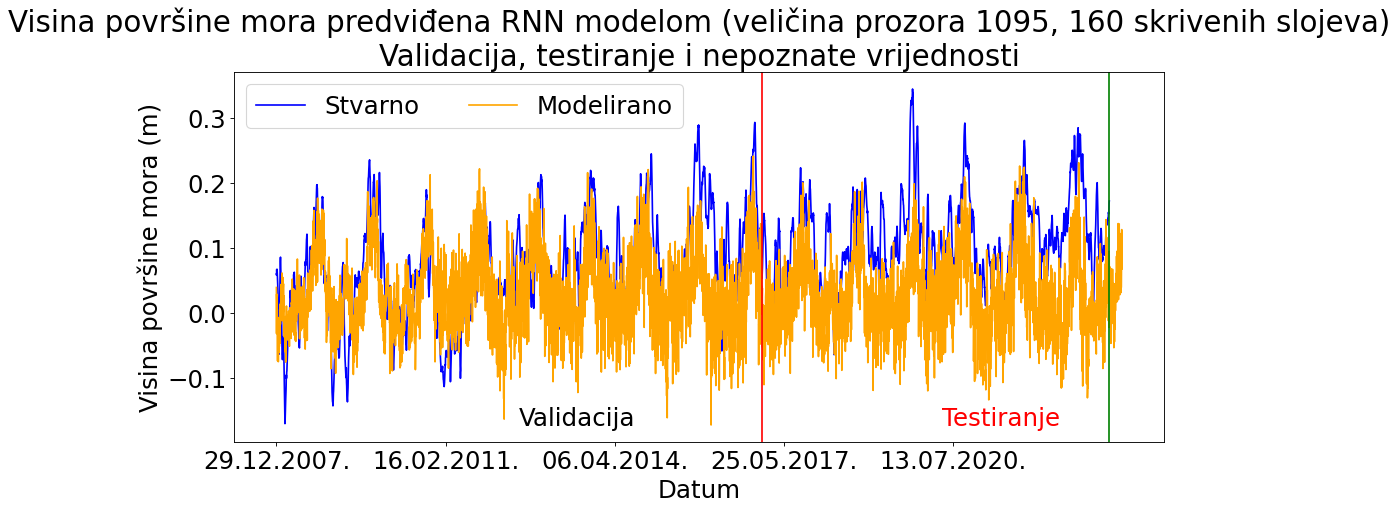 Visina površine mora predviđena RNN modelom (veličina prozora 1095, 160 skrivenih slojeva)
Validacija, testiranje i nepoznate vrijednosti
Stvarno
Modelirano
Visina površine mora (m)
0.3
0.2
0.1
0.0
−0.1
Validacija
Testiranje
29.12.2007.
16.02.2011.
06.04.2014.
25.05.2017.
13.07.2020.
Datum